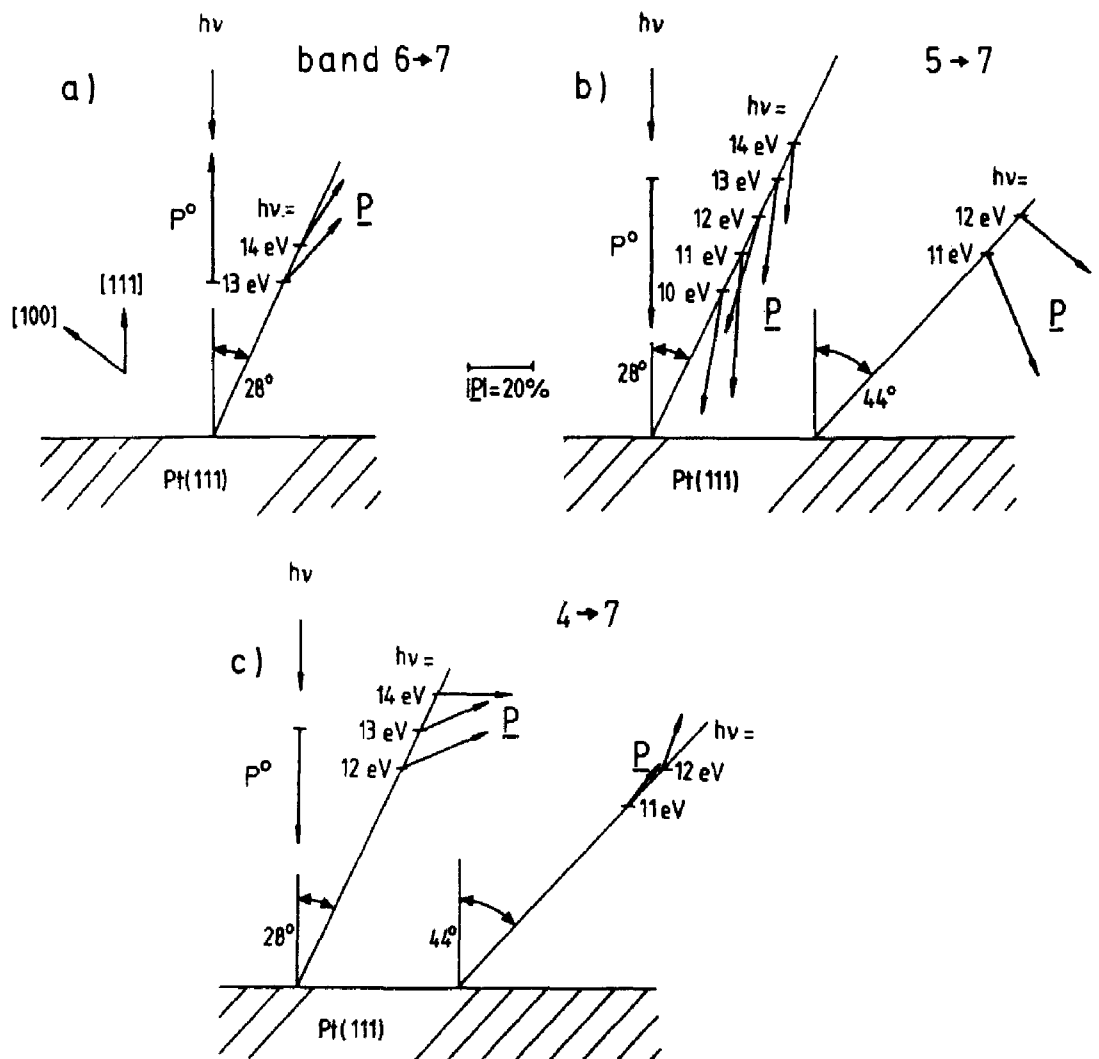 hν
band 6→7
a)
P⁰
hν =
P
14 eV
13 eV
[111]
[100]
28°
Pt(111)
|P|=20%
hν
5→7
b)
hν =
14 eV
13 eV
12 eV
11 eV
10 eV
P⁰
P
28°
hν =
12 eV
11 eV
P
44°
Pt(111)
hν
4→7
c)
hν =
14 eV
13 eV
12 eV
P
P⁰
28°
hν =
P
12 eV
11 eV
44°
Pt(111)